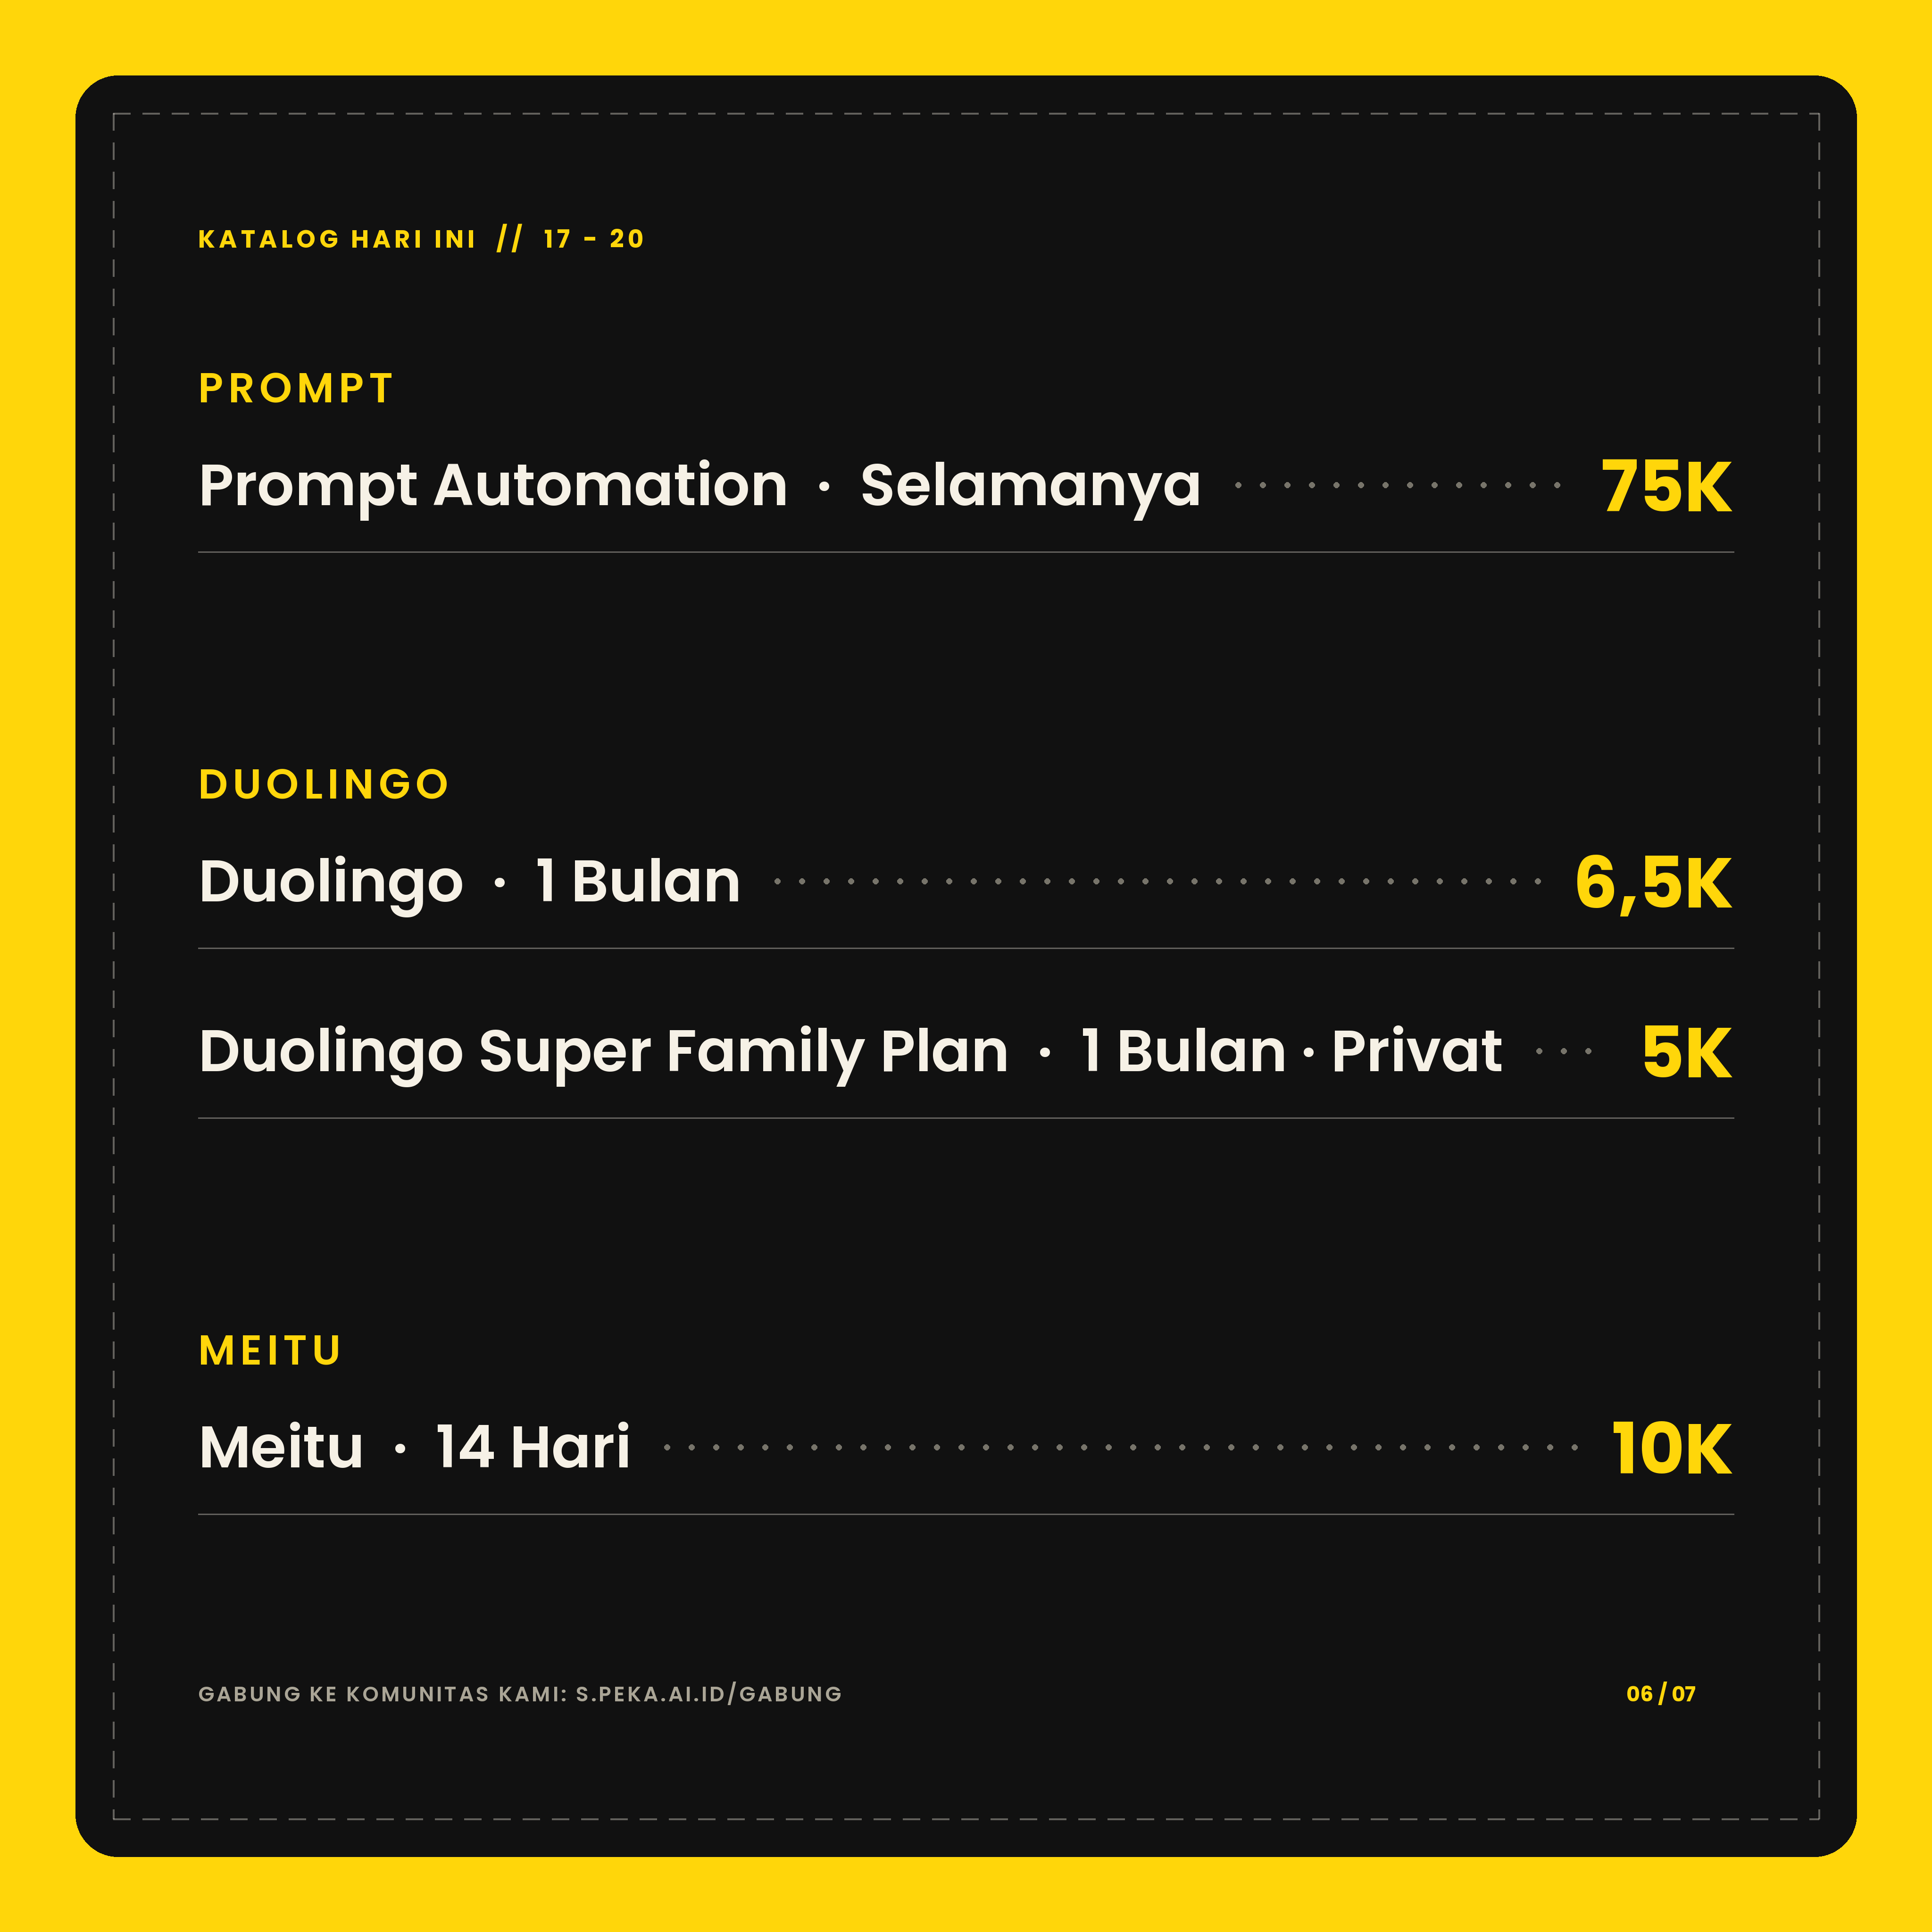 KATALOG HARI INI // 17 - 20
PROMPT
Prompt Automation · Selamanya 75K
DUOLINGO
Duolingo · 1 Bulan 6,5K
Duolingo Super Family Plan · 1 Bulan · Privat 5K
MEITU
Meitu · 14 Hari 10K
GABUNG KE KOMUNITAS KAMI: S.PEKA.AI.ID/GABUNG 06 / 07